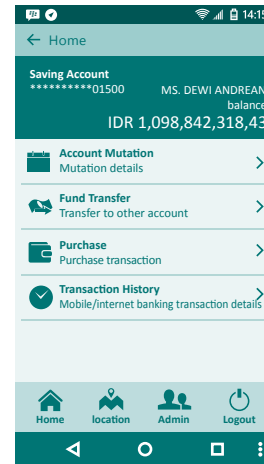 14:15
Home
Saving Account
**********01500
MS. DEWI ANDREAN
balance
IDR 1,098,842,318,43
Account Mutation
Mutation details
Fund Transfer
Transfer to other account
Purchase
Purchase transaction
Transaction History
Mobile/internet banking transaction details
Home
location
Admin
Logout